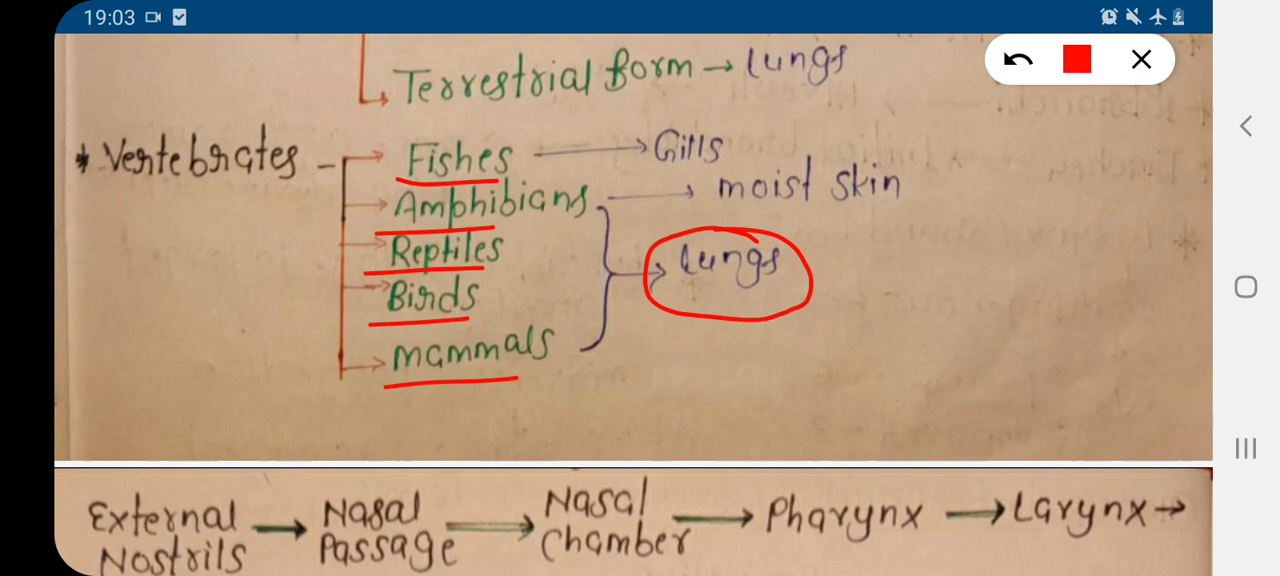 19:03
Terrestrial form → Lungs
* Vertebrates - → Fishes → Gills
→ Amphibians → moist skin
→ Reptiles → Lungs
→ Birds
→ mammals
External Nostrils → Nasal Passage → Nasal Chamber → Pharynx → Larynx →